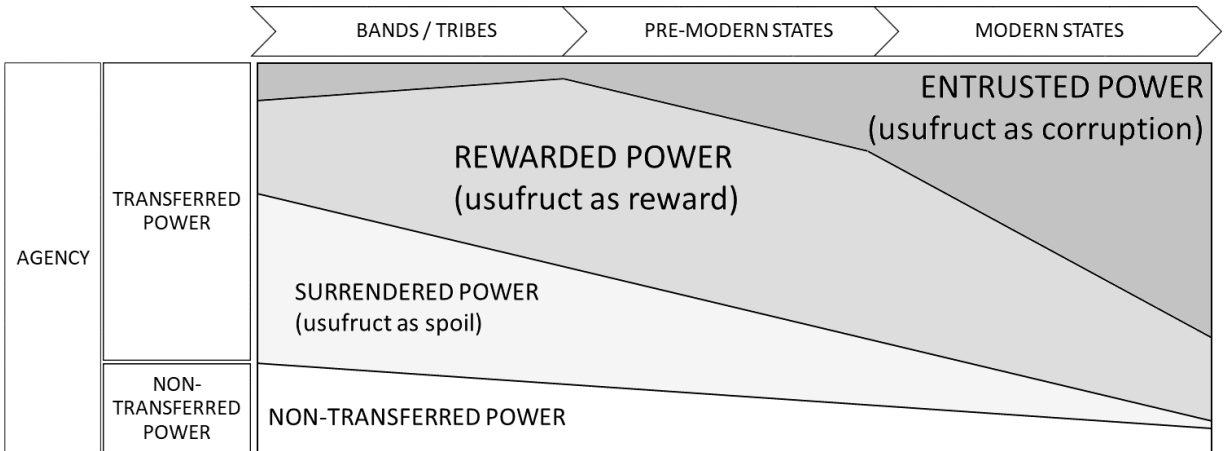 BANDS / TRIBES
PRE-MODERN STATES
MODERN STATES
AGENCY
TRANSFERRED
POWER
NON-
TRANSFERRED
POWER
ENTRUSTED POWER
(usufruct as corruption)
REWARDED POWER
(usufruct as reward)
SURRENDERED POWER
(usufruct as spoil)
NON-TRANSFERRED POWER